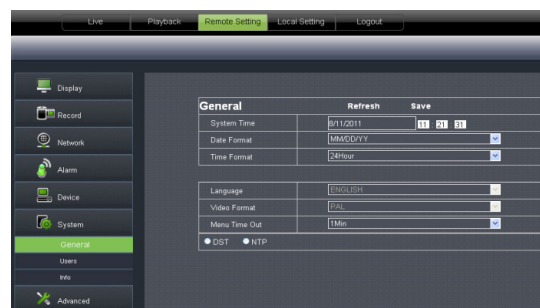 Live Playback Remote Setting Local Setting Logout
Display
Record
Network
Alarm
Device
System
General
Users
Info
Advanced
General Refresh Save
System Time 8/11/2011 11 : 21 : 31
Date Format MM/DD/YY
Time Format 24Hour
Language ENGLISH
Video Format PAL
Menu Time Out 1Min
DST NTP